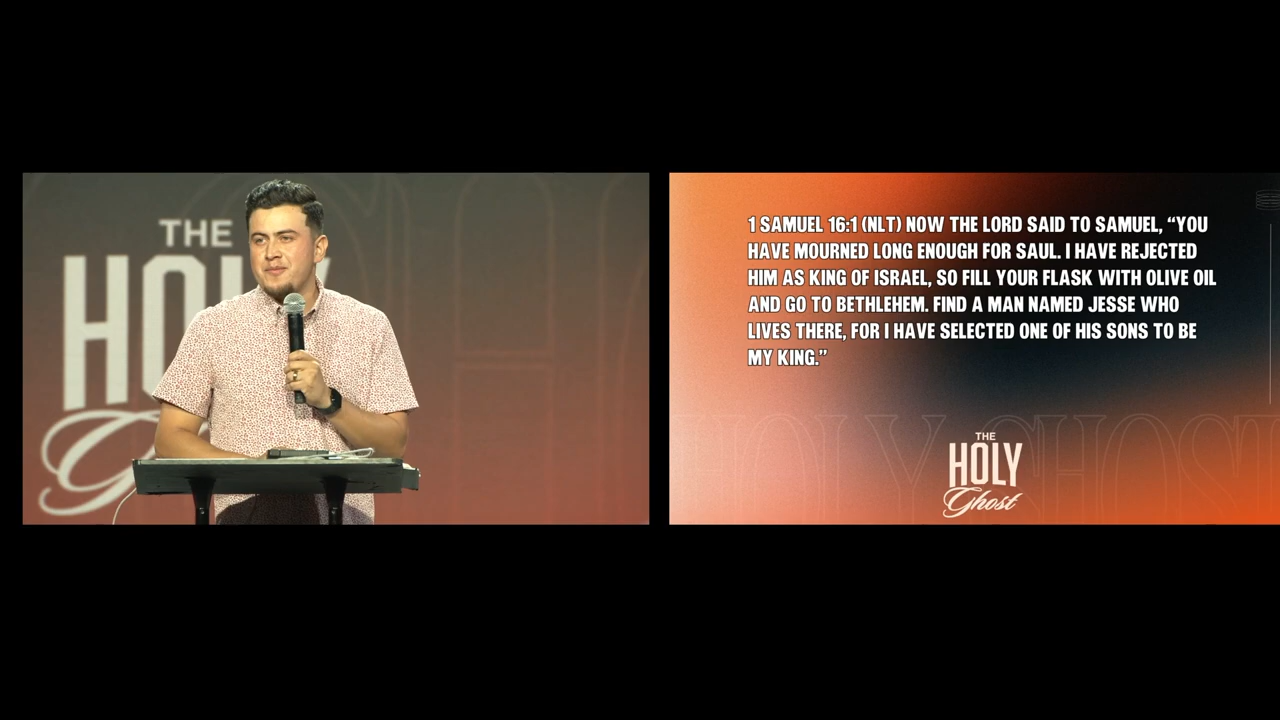 THE
HOLY
G
1 SAMUEL 16:1 (NLT) NOW THE LORD SAID TO SAMUEL, “YOU
HAVE MOURNED LONG ENOUGH FOR SAUL. I HAVE REJECTED
HIM AS KING OF ISRAEL, SO FILL YOUR FLASK WITH OLIVE OIL
AND GO TO BETHLEHEM. FIND A MAN NAMED JESSE WHO
LIVES THERE, FOR I HAVE SELECTED ONE OF HIS SONS TO BE
MY KING.”
HOLY GHOST
THE
HOLY
Ghost